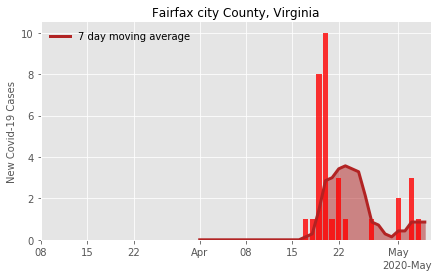 Fairfax city County, Virginia
7 day moving average
New Covid-19 Cases
10
8
6
4
2
0
08 15 22 Apr 08 15 22 May
2020-May